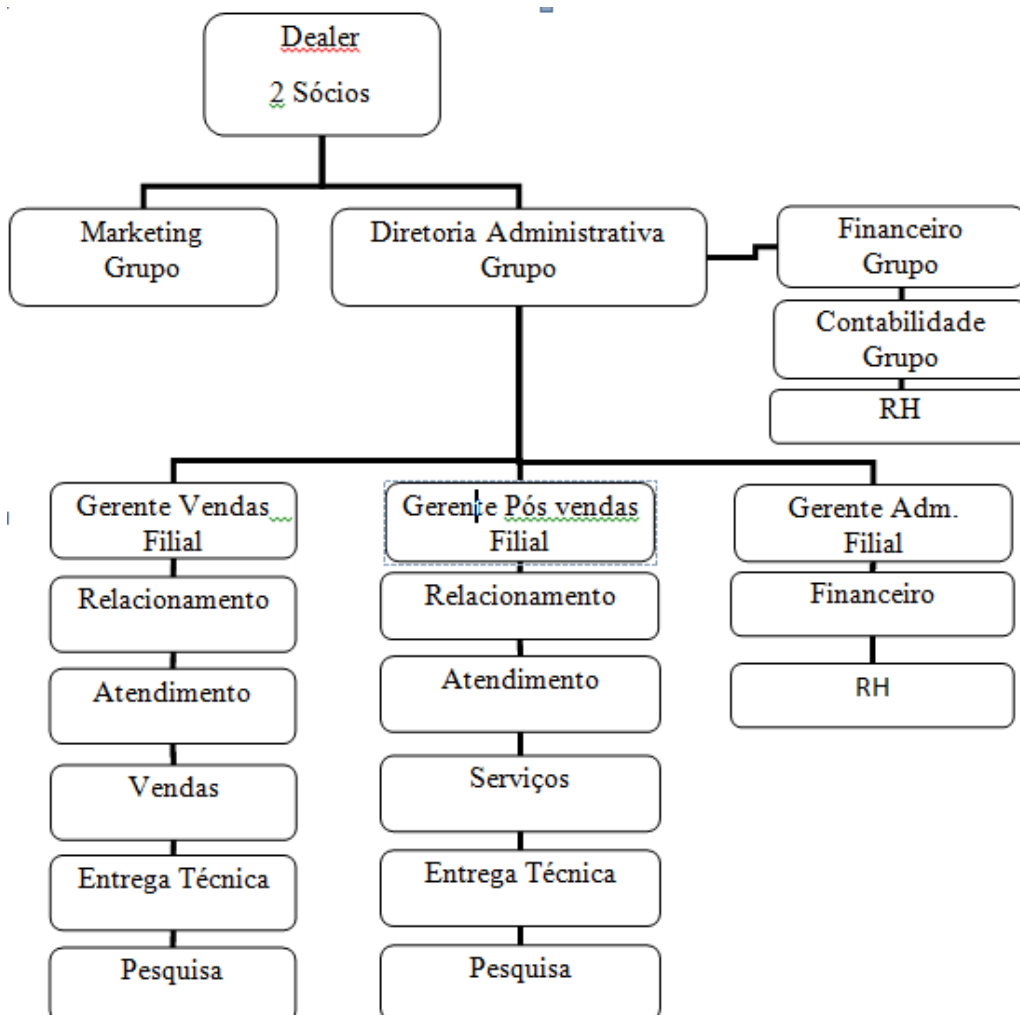 Dealer
2 Sócios
Marketing
Grupo
Diretoria Administrativa
Grupo
Financeiro
Grupo
Contabilidade
Grupo
RH
Gerente Vendas
Filial
Relacionamento
Atendimento
Vendas
Entrega Técnica
Pesquisa
Gerente Pós vendas
Filial
Relacionamento
Atendimento
Serviços
Entrega Técnica
Pesquisa
Gerente Adm.
Filial
Financeiro
RH